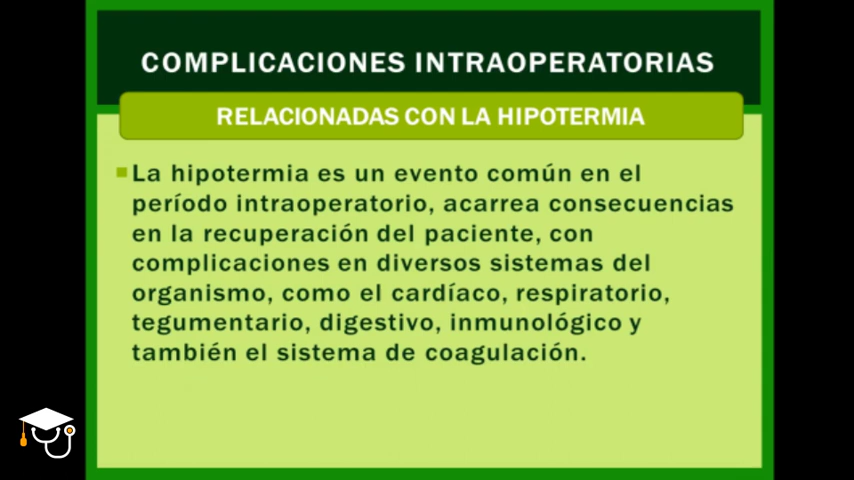 COMPLICACIONES INTRAOPERATORIAS
RELACIONADAS CON LA HIPOTERMIA
La hipotermia es un evento común en el
período intraoperatorio, acarrea consecuencias
en la recuperación del paciente, con
complicaciones en diversos sistemas del
organismo, como el cardíaco, respiratorio,
tegumentario, digestivo, inmunológico y
también el sistema de coagulación.